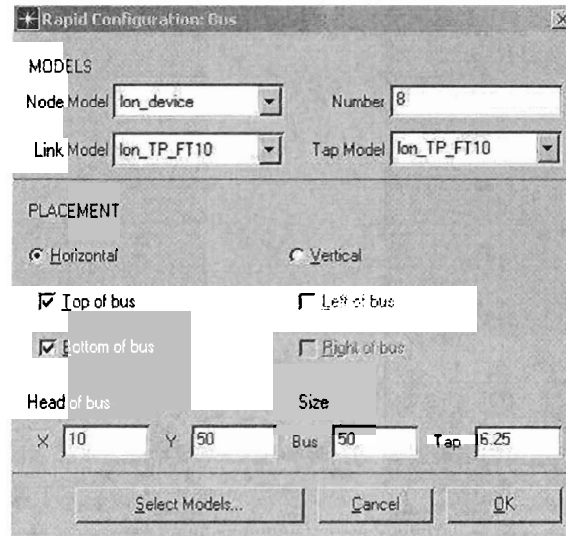 Rapid Configuration: Bus
MODELS
Node Model lon_device Number 8
Link Model lon_TP_FT10 Tap Model lon_TP_FT10
PLACEMENT
Horizontal Vertical
Top of bus Left of bus
Bottom of bus Right of bus
Head of bus Size
X 10 Y 50 Bus 50 Tap 6.25
Select Models... Cancel OK